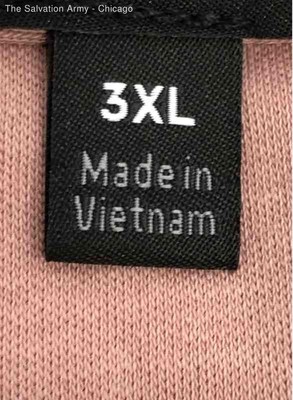 The Salvation Army - Chicago
3XL
Made in
Vietnam